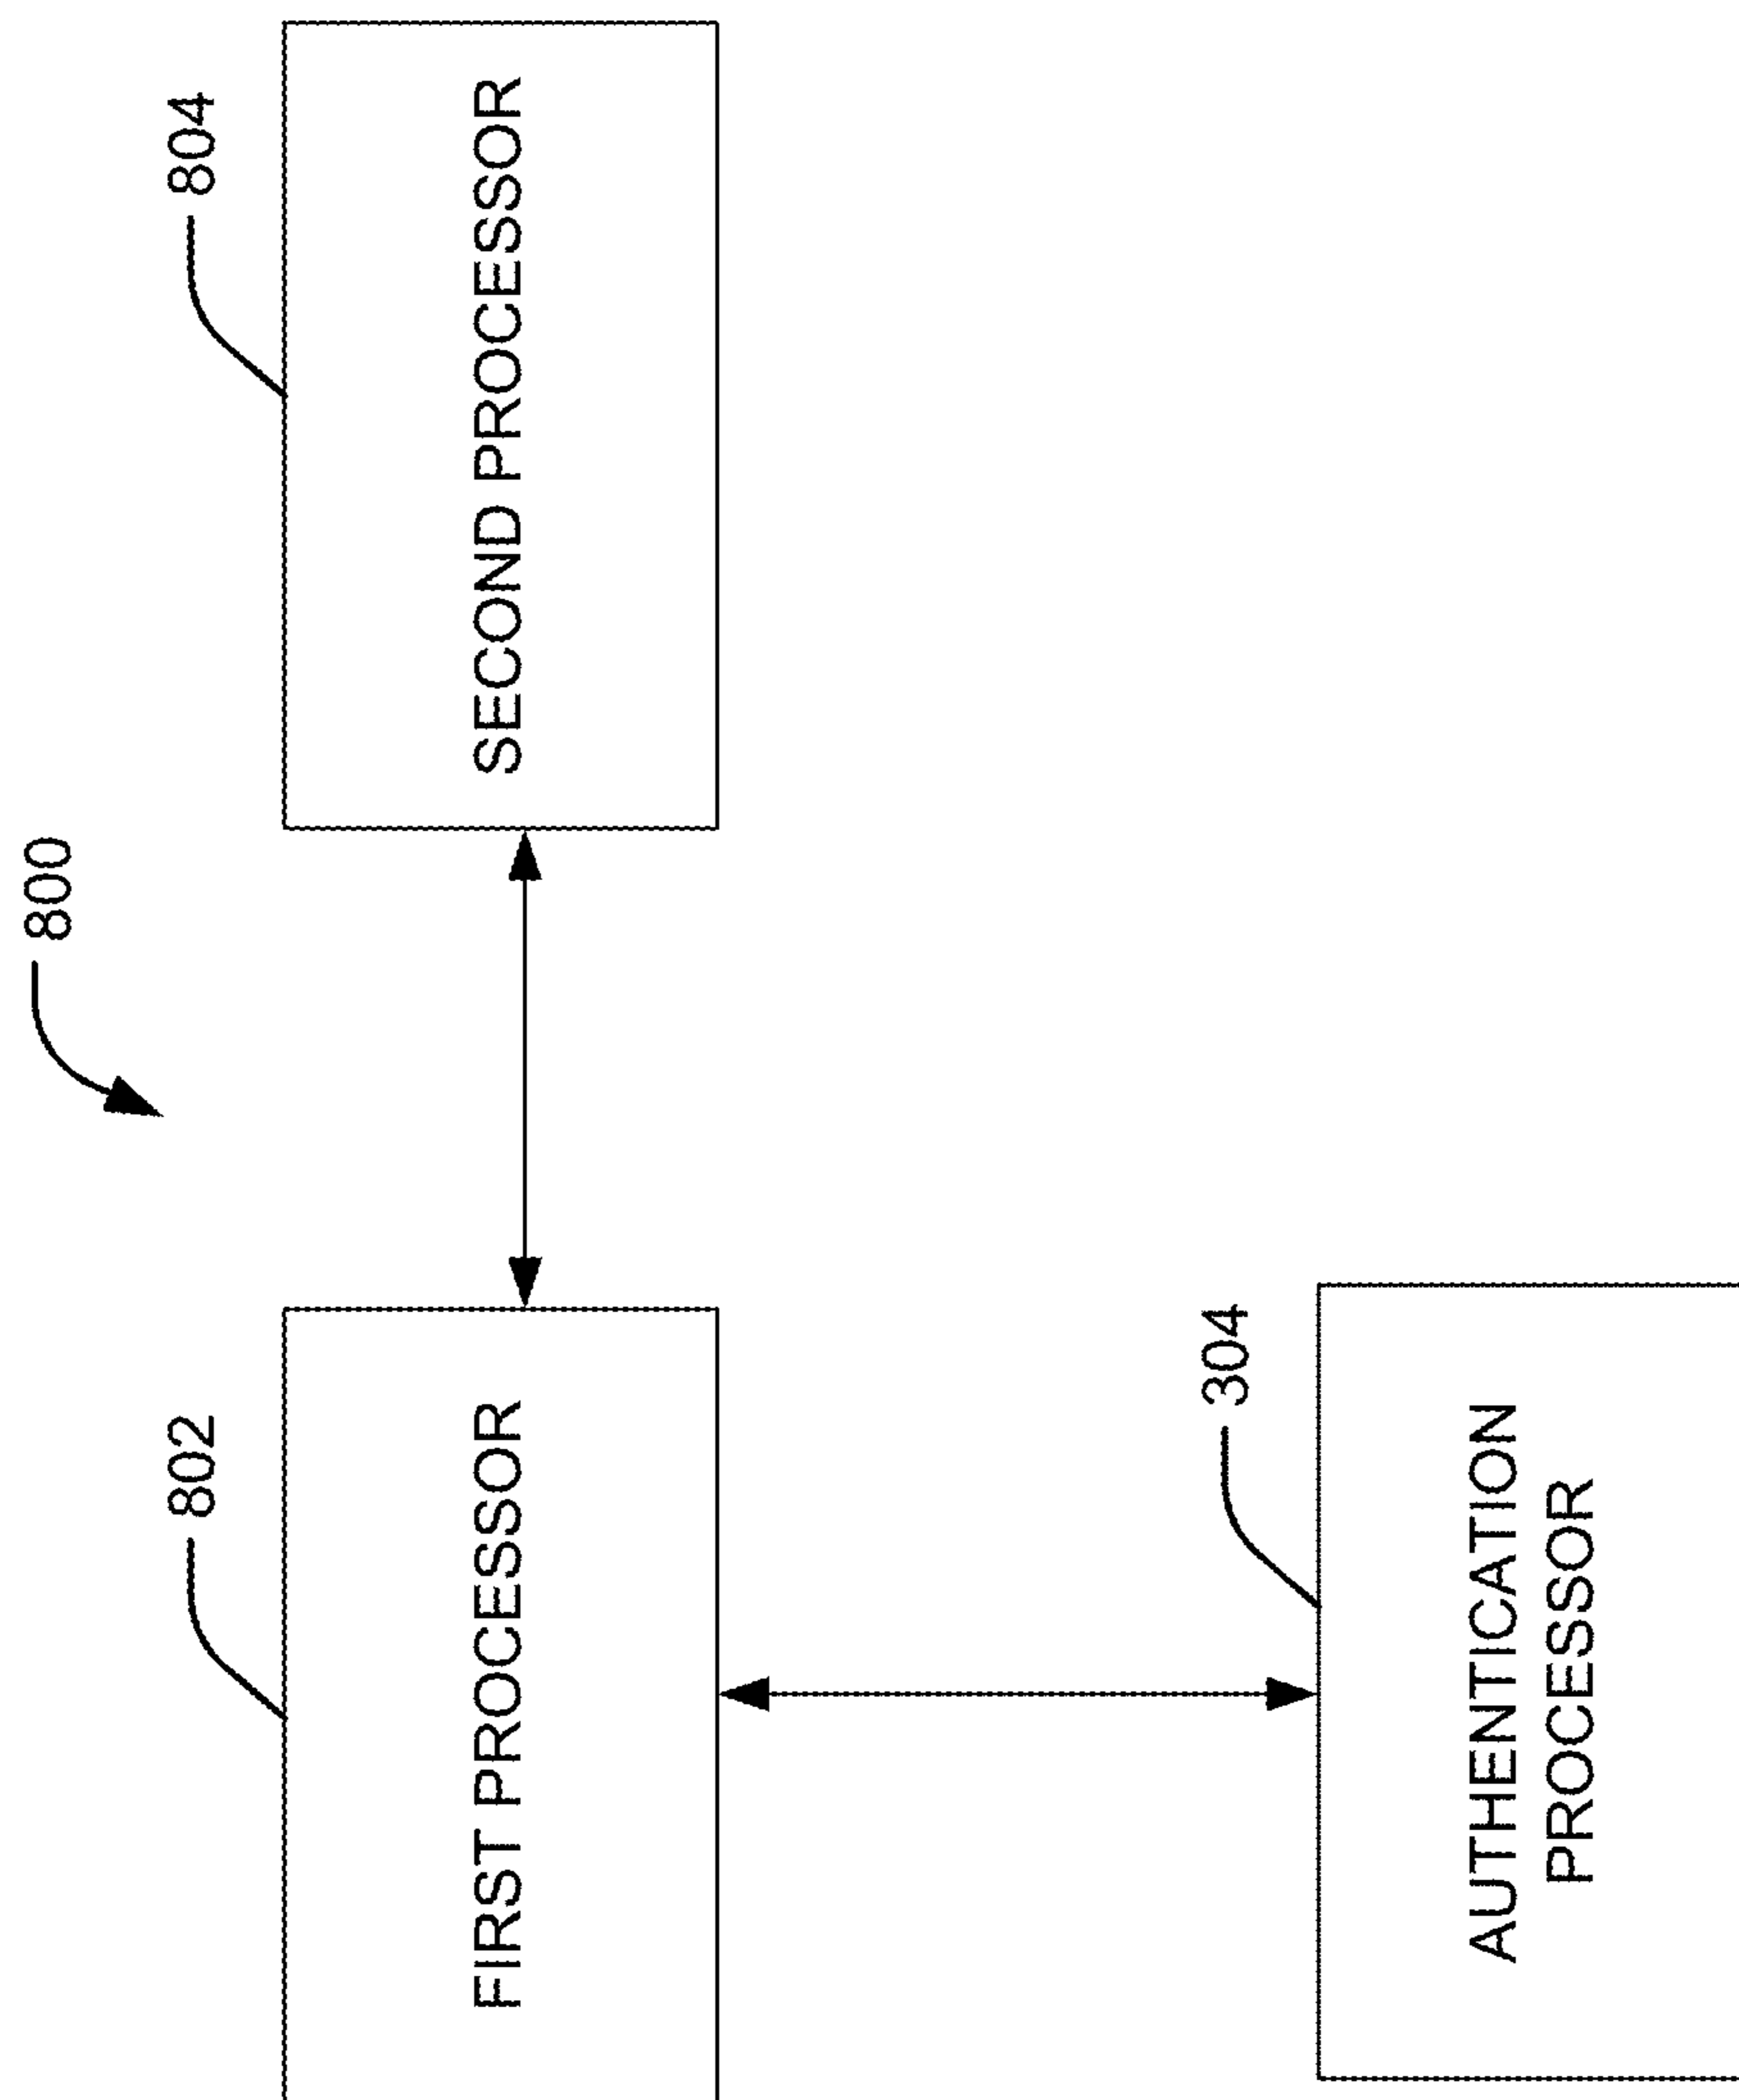 800
802
804
FIRST PROCESSOR
SECOND PROCESSOR
304
AUTHENTICATION
PROCESSOR